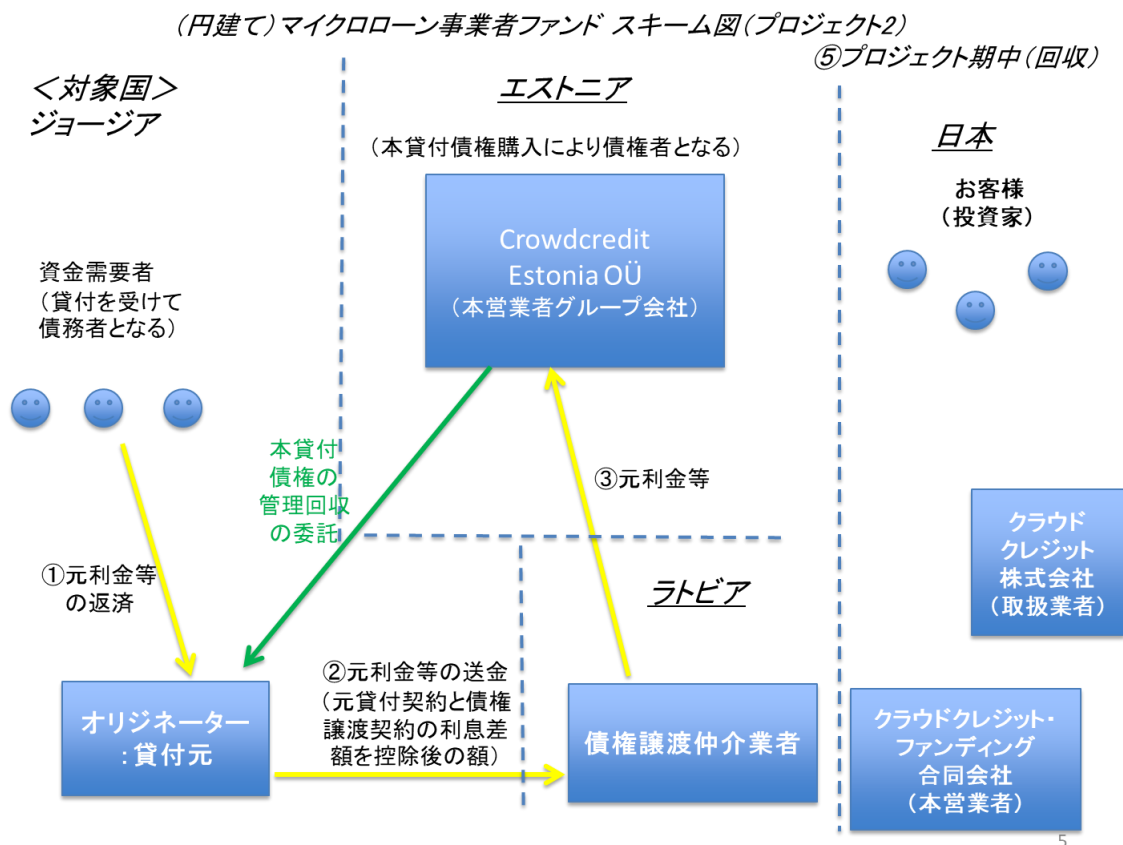 （円建て）マイクロローン事業者ファンド スキーム図（プロジェクト2）
⑤プロジェクト期中（回収）
＜対象国＞
ジョージア
エストニア
（本貸付債権購入により債権者となる）
日本
お客様
（投資家）
Crowdcredit
Estonia OÜ
（本営業者グループ会社）
資金需要者
（貸付を受けて
債務者となる）
本貸付
債権の
管理回収
の委託
③元利金等
クラウド
クレジット
株式会社
（取扱業者）
①元利金等
の返済
ラトビア
②元利金等の送金
（元貸付契約と債権
譲渡契約の利息差
額を控除後の額）
オリジネーター
：貸付元
債権譲渡仲介業者
クラウドクレジット・
ファンディング
合同会社
（本営業者）
5